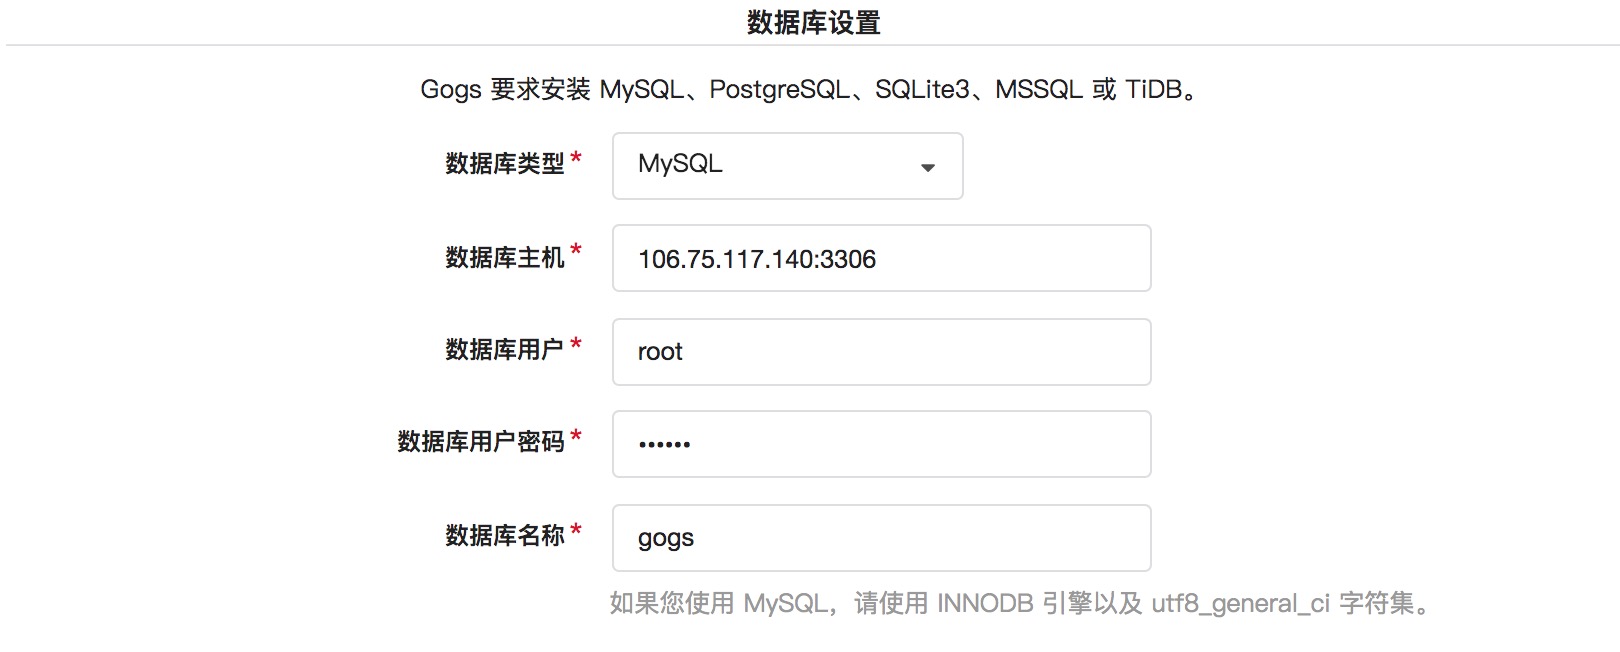 数据库设置
Gogs 要求安装 MySQL、PostgreSQL、SQLite3、MSSQL 或 TiDB。
数据库类型* MySQL
数据库主机* 106.75.117.140:3306
数据库用户* root
数据库用户密码* ••••••
数据库名称* gogs
如果您使用 MySQL，请使用 INNODB 引擎以及 utf8_general_ci 字符集。